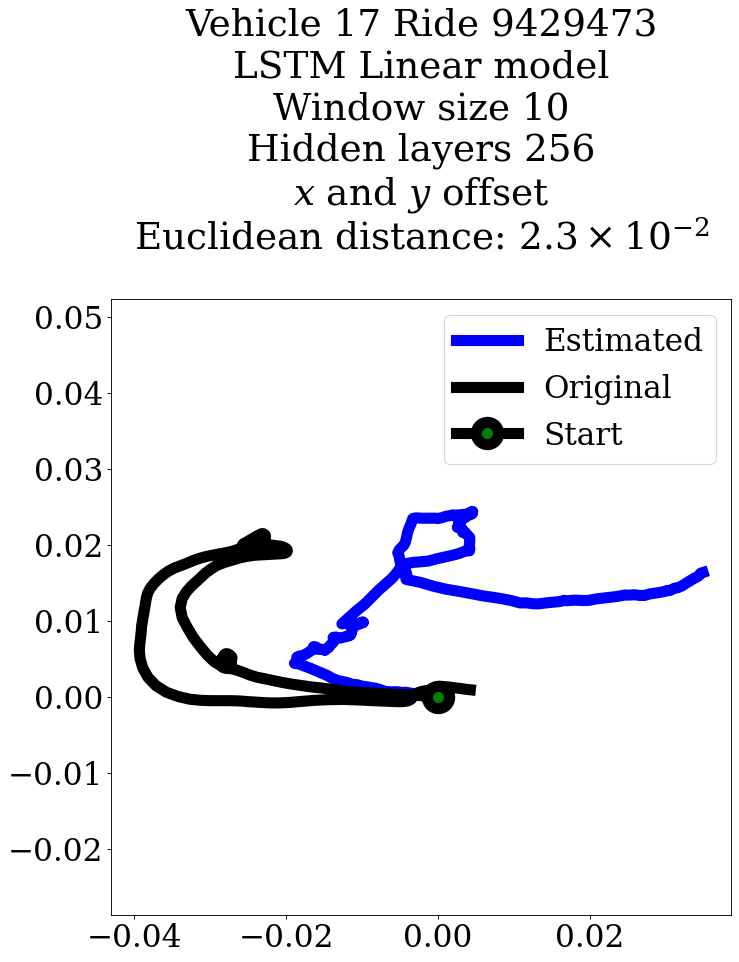 Vehicle 17 Ride 9429473
LSTM Linear model
Window size 10
Hidden layers 256
x and y offset
Euclidean distance: 2.3 × 10⁻²
Estimated
Original
Start
0.05
0.04
0.03
0.02
0.01
0.00
−0.01
−0.02
−0.04 −0.02 0.00 0.02